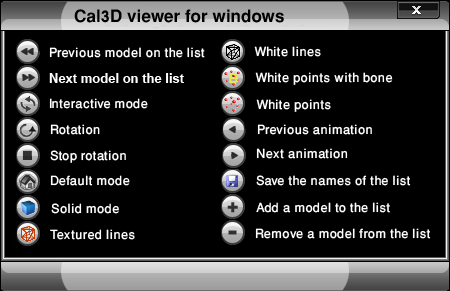 Cal3D viewer for windows
x
Previous model on the list
Next model on the list
Interactive mode
Rotation
Stop rotation
Default mode
Solid mode
Textured lines
White lines
White points with bone
White points
Previous animation
Next animation
Save the names of the list
Add a model to the list
Remove a model from the list